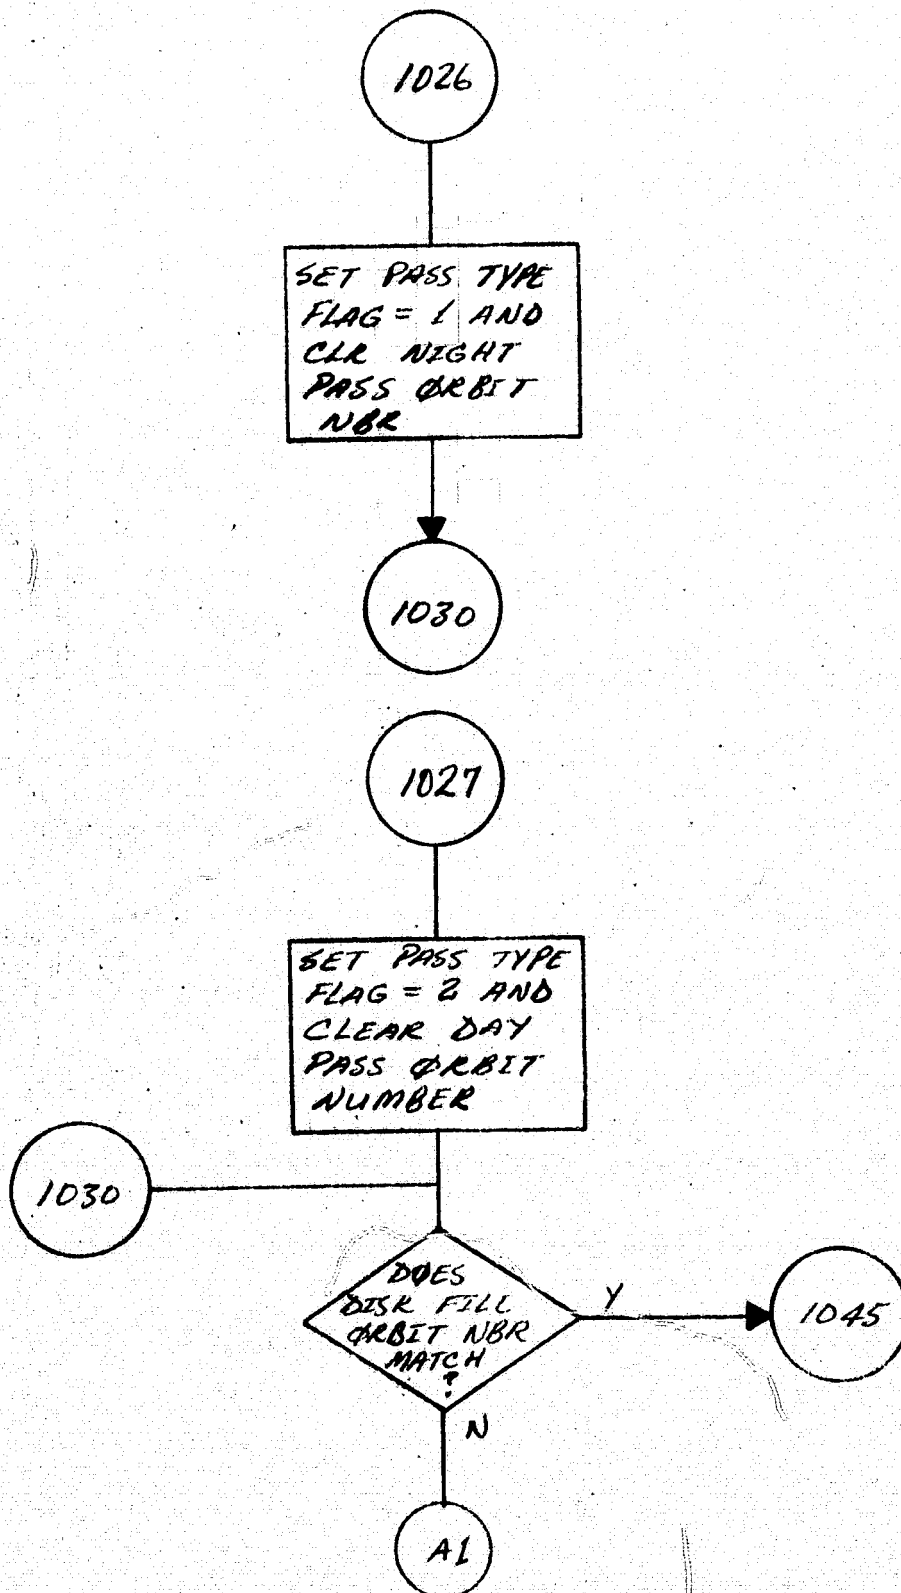 1026
SET PASS TYPE
FLAG = 1 AND
CLR NIGHT
PASS ØRBIT
NBR
1030
1027
SET PASS TYPE
FLAG = 2 AND
CLEAR DAY
PASS ØRBIT
NUMBER
1030
DØES
DISK FILL
ØRBIT NBR
MATCH
?
Y
1045
N
A1